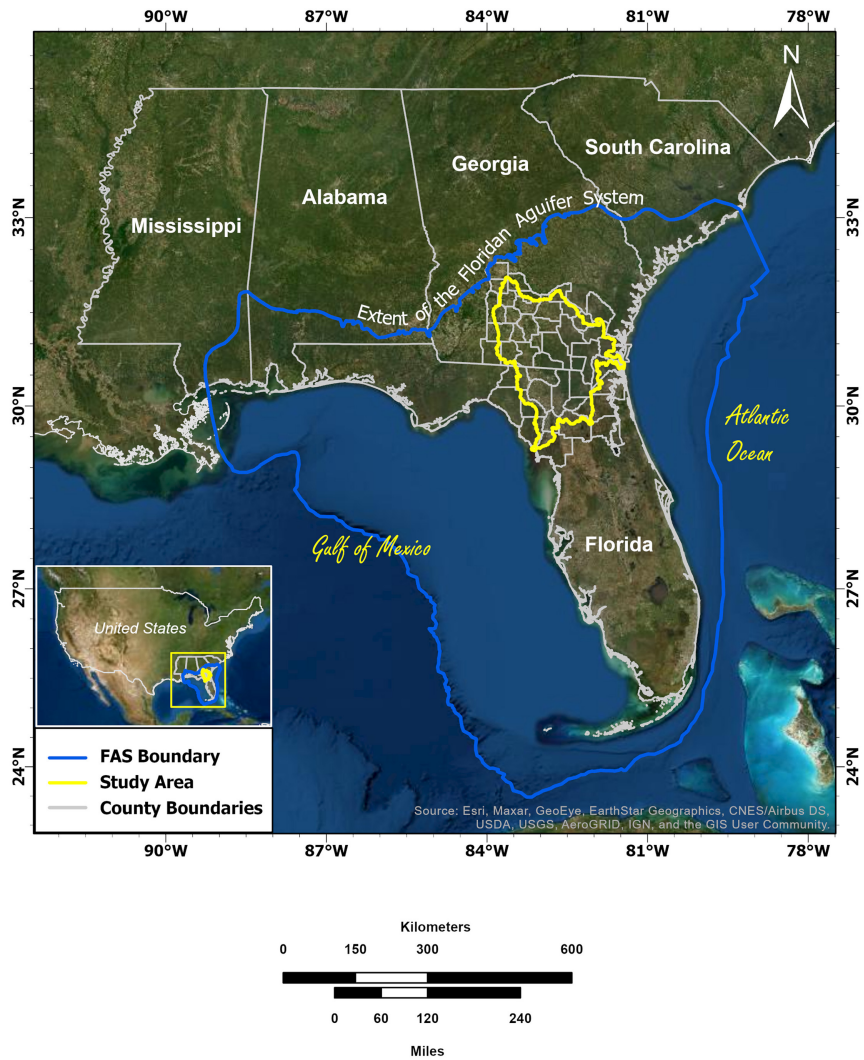 90°W 87°W 84°W 81°W 78°W
N
South Carolina
Georgia
Alabama
Mississippi
33°N
33°N
Extent of the Floridan Aguifer System
30°N
30°N
Atlantic
Ocean
Gulf of Mexico
Florida
27°N
27°N
United States
24°N
24°N
FAS Boundary
Study Area
County Boundaries
Source: Esri, Maxar, GeoEye, EarthStar Geographics, CNES/Airbus DS,
USDA, USGS, AeroGRID, IGN, and the GIS User Community.
90°W 87°W 84°W 81°W 78°W
Kilometers
0 150 300 600
0 60 120 240
Miles